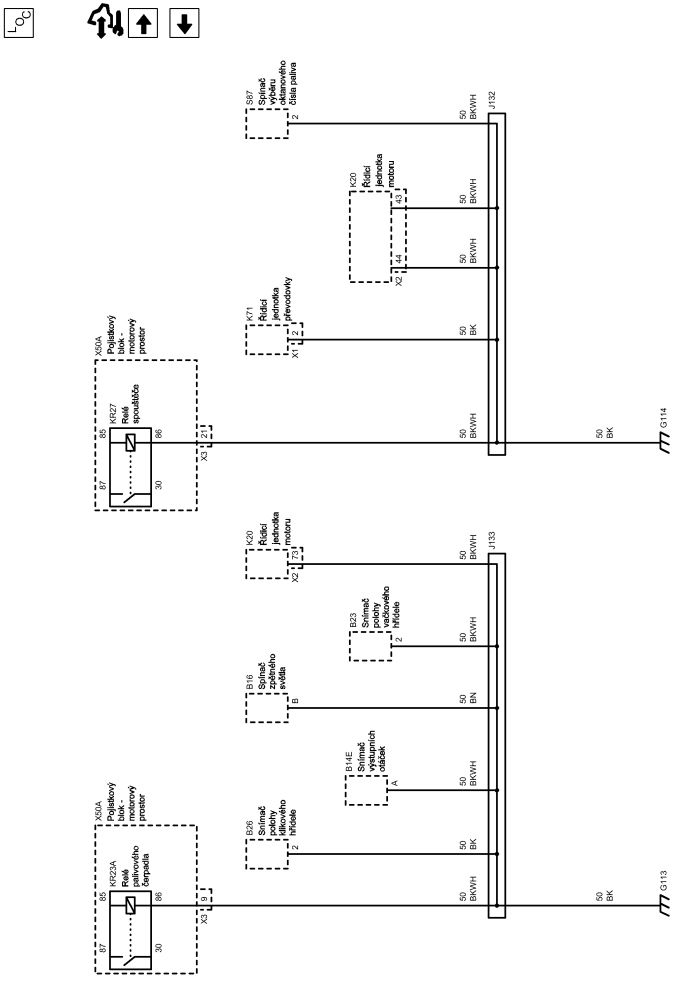 LOC
S87
Spínač
výběru
oktanového
čísla paliva
2
50
BKWH
J132
K20
Řídicí
jednotka
motoru
43
44
X2
50
BKWH
50
BKWH
K71
Řídicí
jednotka
převodovky
2
X1
50
BK
X50A
Pojistkový
blok -
motorový
prostor
KR27
Relé
spouštěče
85
86
87
30
21
X3
50
BKWH
50
BK
G114
K20
Řídicí
jednotka
motoru
73
X2
50
BKWH
J133
B23
Snímač
polohy
vačkového
hřídele
2
50
BKWH
B16
Spínač
zpětného
světla
B
50
BN
B14E
Snímač
výstupních
otáček
A
50
BKWH
B26
Snímač
polohy
klikového
hřídele
2
50
BK
X50A
Pojistkový
blok -
motorový
prostor
KR23A
Relé
palivového
čerpadla
85
86
87
30
9
X3
50
BKWH
50
BK
G113